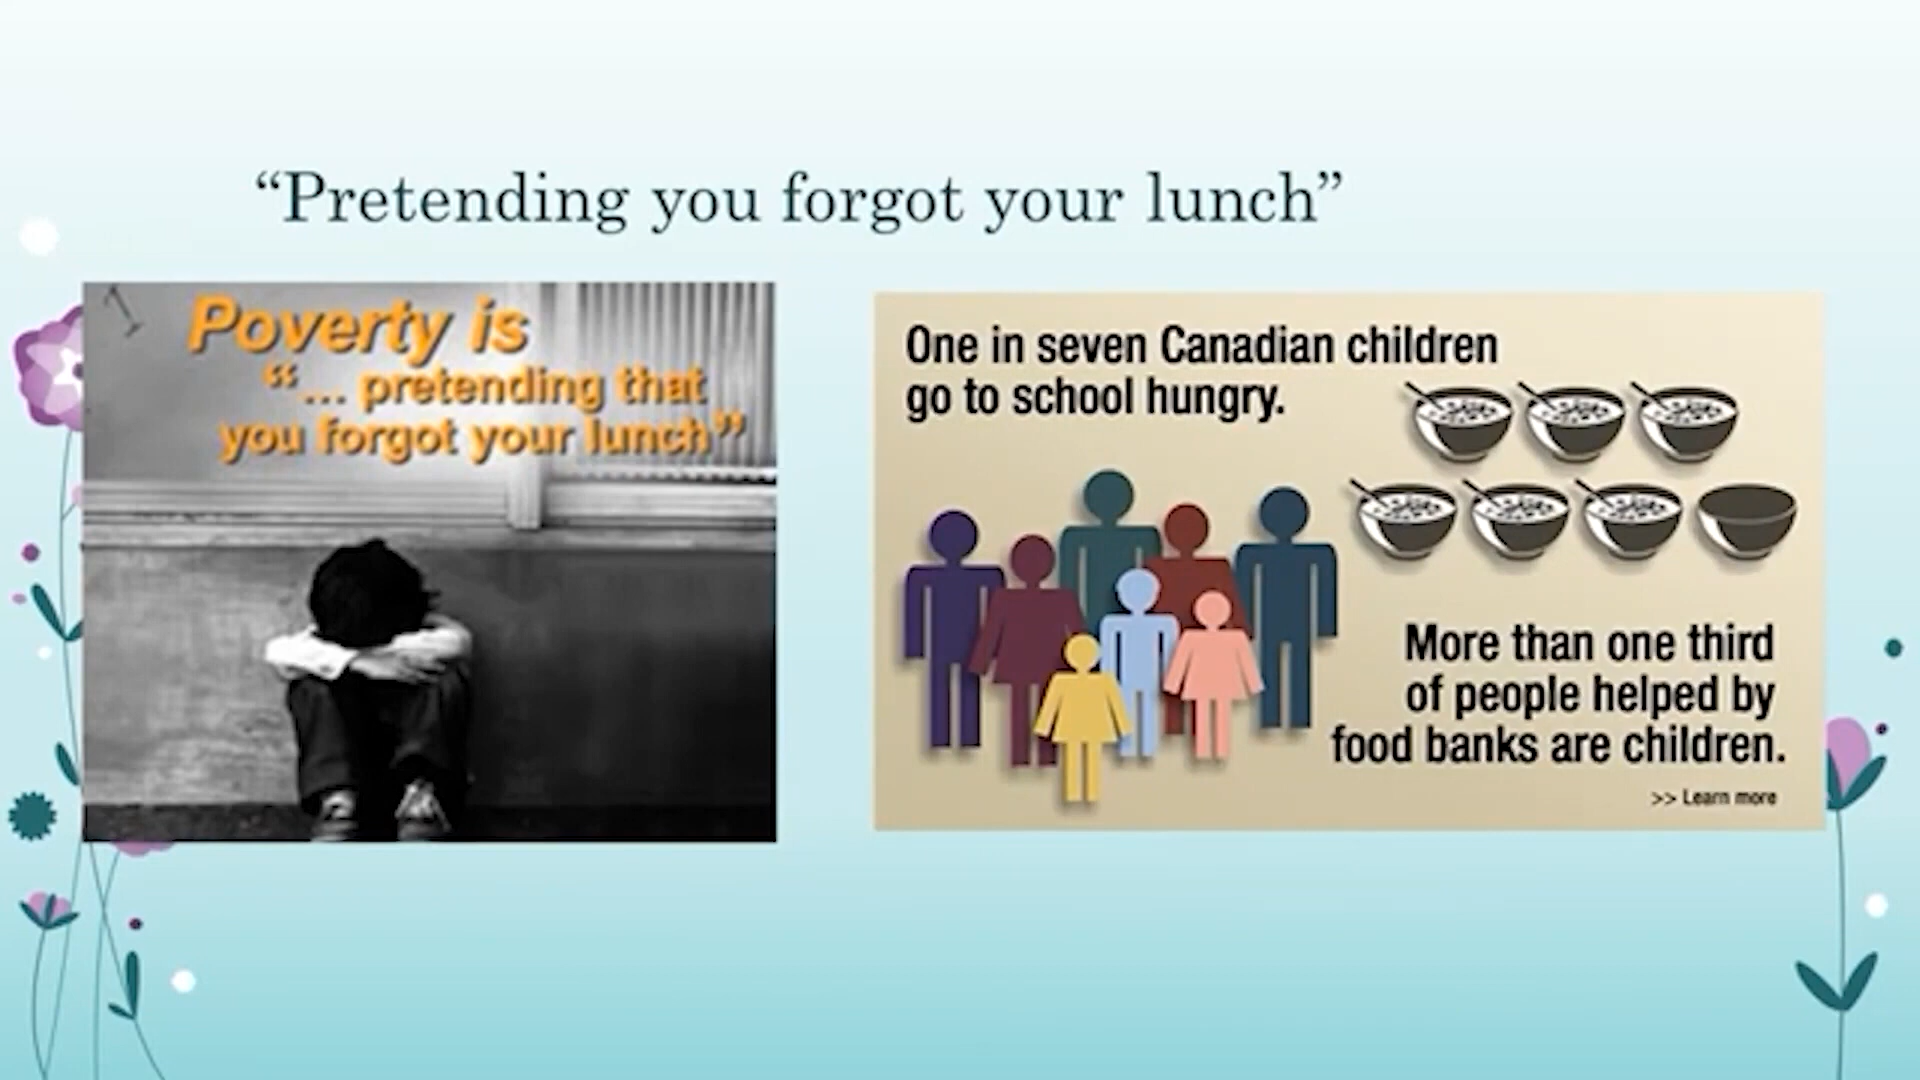 “Pretending you forgot your lunch”
Poverty is
“... pretending that
you forgot your lunch”
One in seven Canadian children
go to school hungry.
More than one third
of people helped by
food banks are children.
>> Learn more